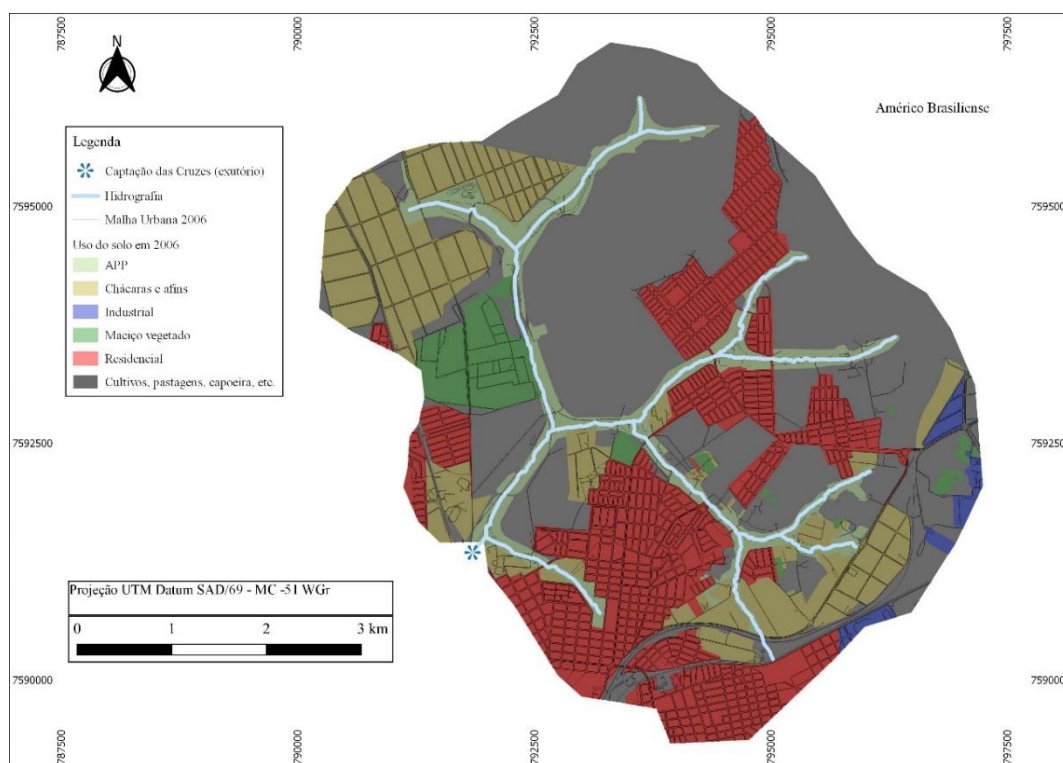 787500
790000
792500
795000
797500
N
Américo Brasiliense
Legenda
Captação das Cruzes (exutório)
Hidrografia
Malha Urbana 2006
Uso do solo em 2006
APP
Chácaras e afins
Industrial
Maciço vegetado
Residencial
Cultivos, pastagens, capoeira, etc.
7595000
7595000
7592500
7592500
Projeção UTM Datum SAD/69 - MC -51 WGr
0 1 2 3 km
7590000
7590000
787500
790000
792500
795000
797500